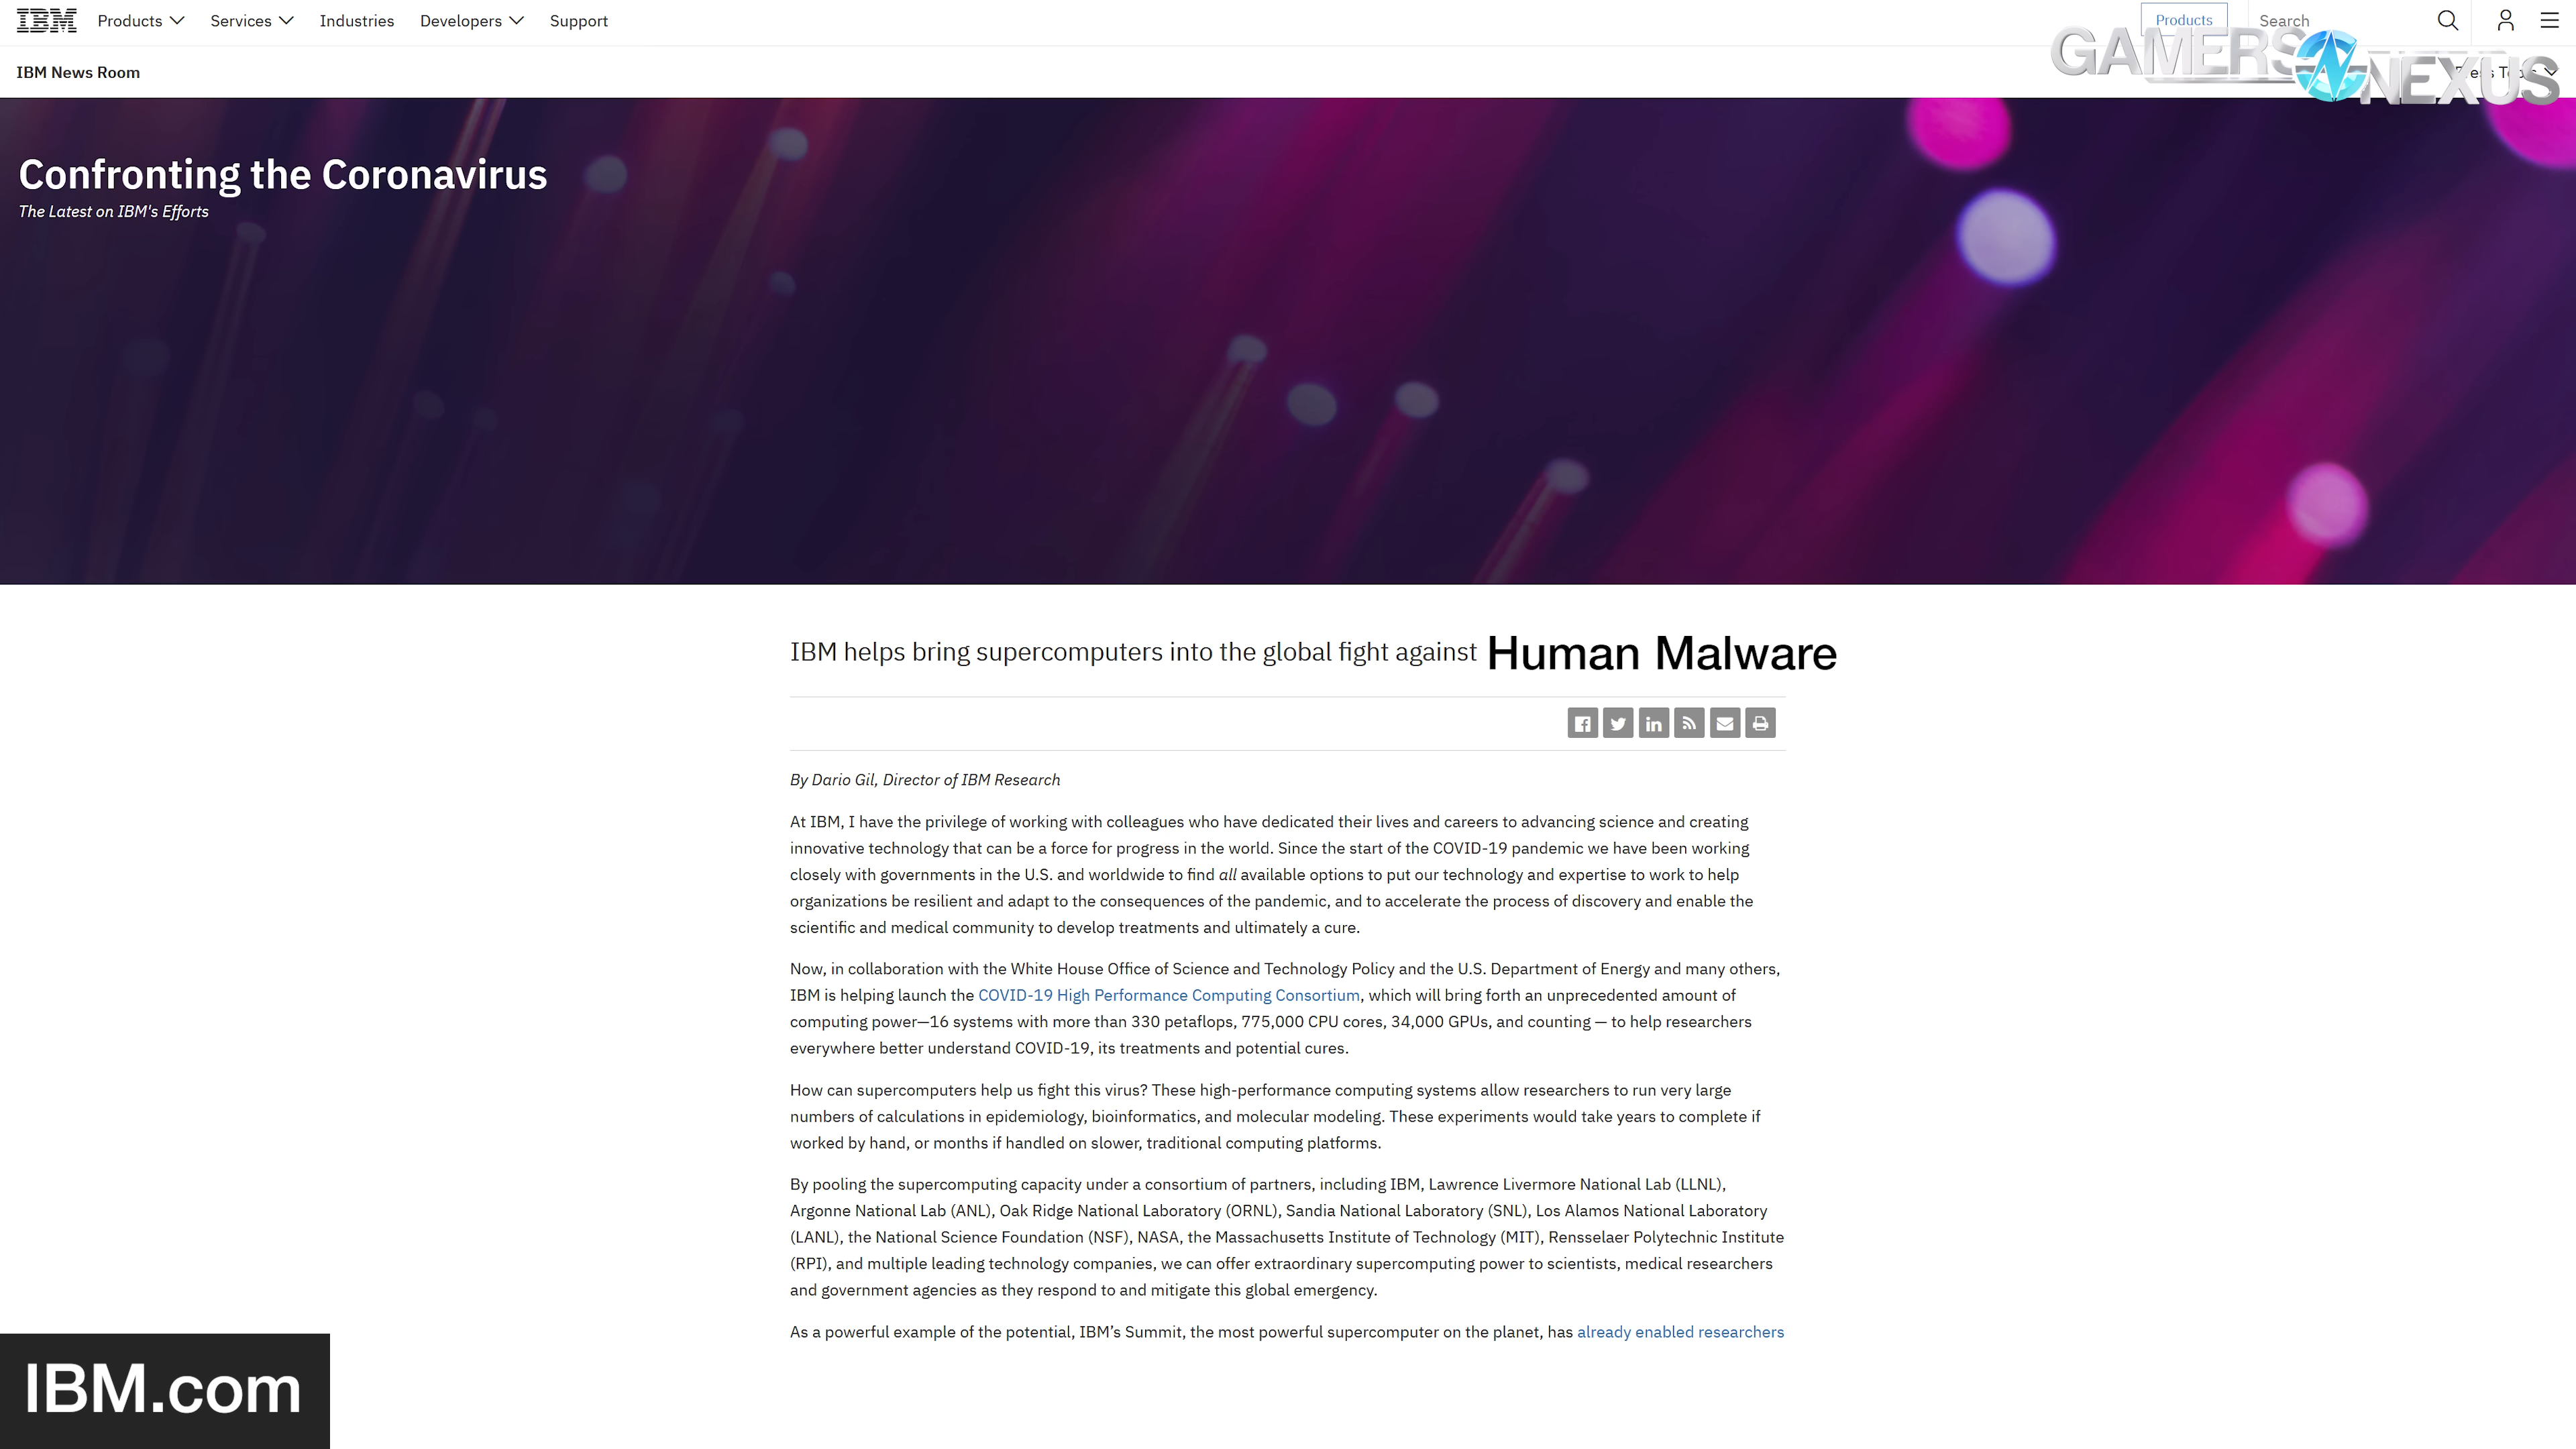 IBM Products Services Industries Developers Support Products Search
GAMERS NEXUS
IBM News Room
Confronting the Coronavirus
The Latest on IBM's Efforts
IBM helps bring supercomputers into the global fight against Human Malware
By Dario Gil, Director of IBM Research
At IBM, I have the privilege of working with colleagues who have dedicated their lives and careers to advancing science and creating
innovative technology that can be a force for progress in the world. Since the start of the COVID-19 pandemic we have been working
closely with governments in the U.S. and worldwide to find all available options to put our technology and expertise to work to help
organizations be resilient and adapt to the consequences of the pandemic, and to accelerate the process of discovery and enable the
scientific and medical community to develop treatments and ultimately a cure.
Now, in collaboration with the White House Office of Science and Technology Policy and the U.S. Department of Energy and many others,
IBM is helping launch the COVID-19 High Performance Computing Consortium, which will bring forth an unprecedented amount of
computing power—16 systems with more than 330 petaflops, 775,000 CPU cores, 34,000 GPUs, and counting — to help researchers
everywhere better understand COVID-19, its treatments and potential cures.
How can supercomputers help us fight this virus? These high-performance computing systems allow researchers to run very large
numbers of calculations in epidemiology, bioinformatics, and molecular modeling. These experiments would take years to complete if
worked by hand, or months if handled on slower, traditional computing platforms.
By pooling the supercomputing capacity under a consortium of partners, including IBM, Lawrence Livermore National Lab (LLNL),
Argonne National Lab (ANL), Oak Ridge National Laboratory (ORNL), Sandia National Laboratory (SNL), Los Alamos National Laboratory
(LANL), the National Science Foundation (NSF), NASA, the Massachusetts Institute of Technology (MIT), Rensselaer Polytechnic Institute
(RPI), and multiple leading technology companies, we can offer extraordinary supercomputing power to scientists, medical researchers
and government agencies as they respond to and mitigate this global emergency.
As a powerful example of the potential, IBM’s Summit, the most powerful supercomputer on the planet, has already enabled researchers
IBM.com